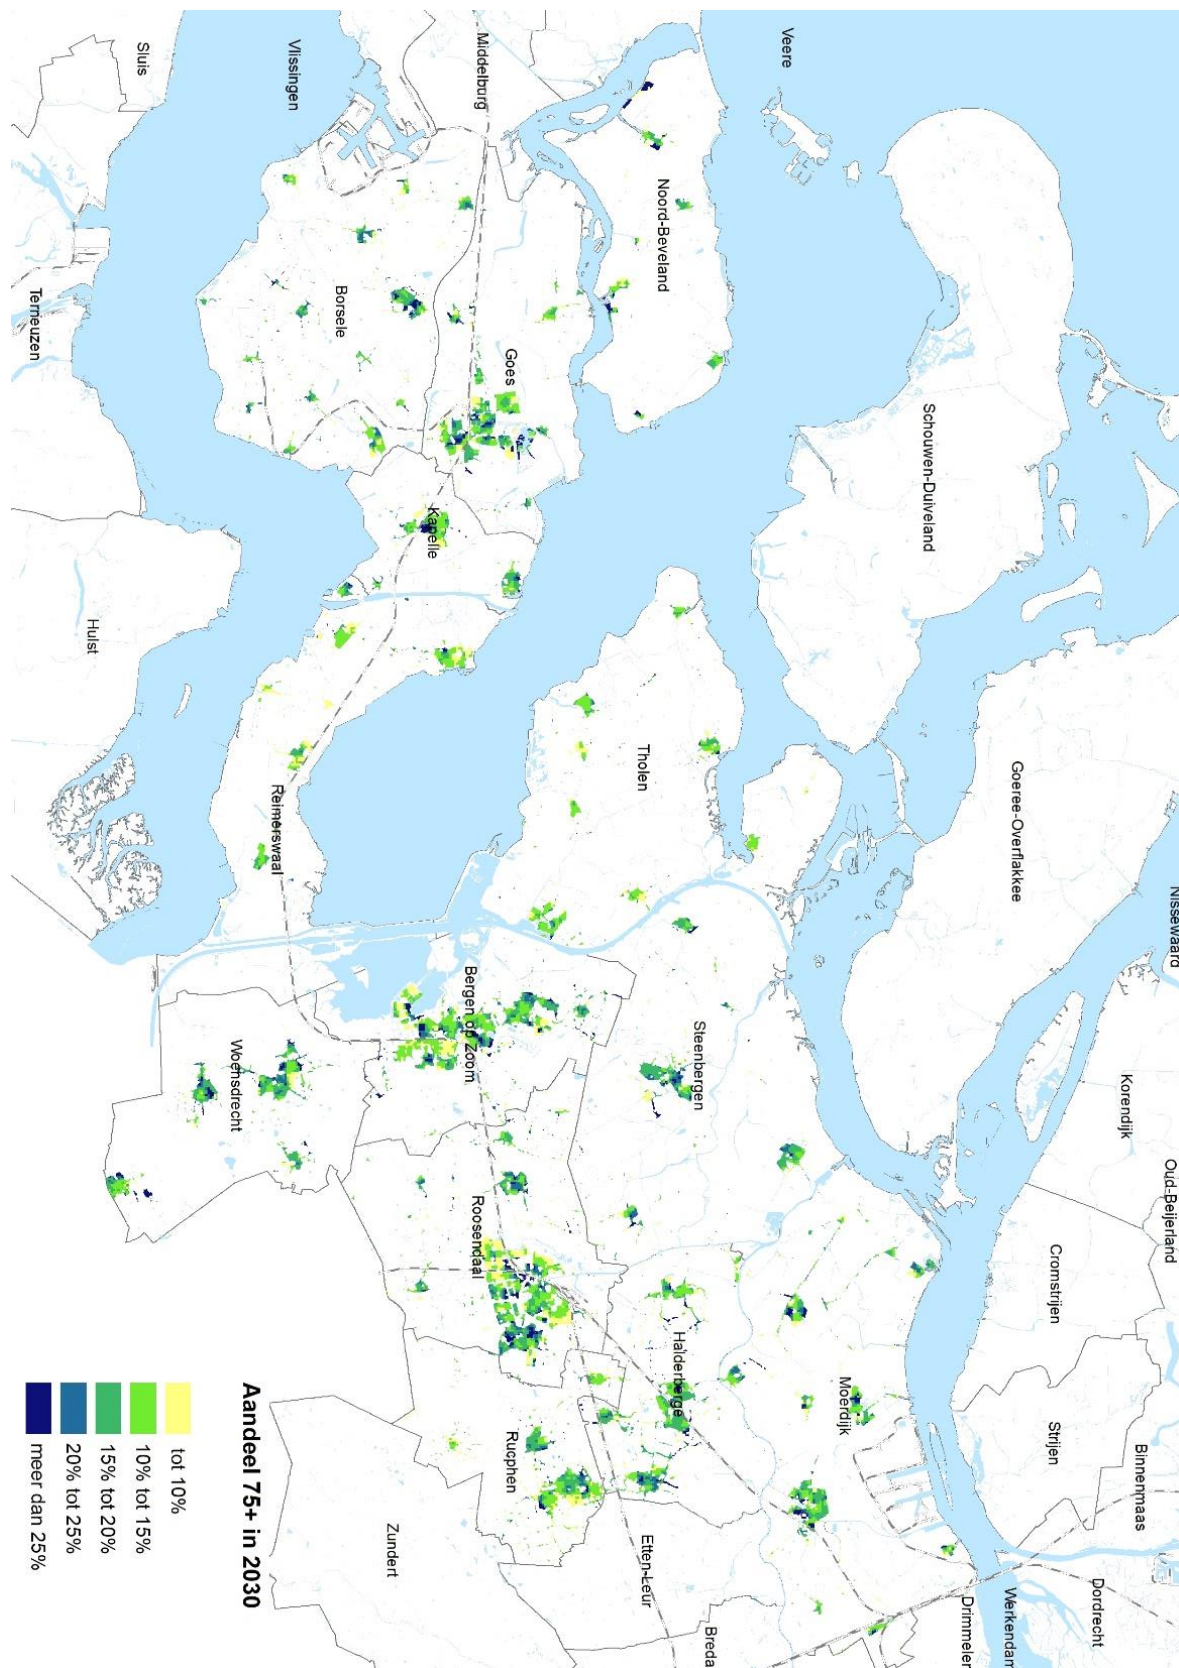 Nissewaard
Oud-Beijerland
Binnenmaas
Korendijk
Dordrecht
Cromstrijen
Strijen
Goeree-Overflakkee
Werkendam
Drimmelen
Schouwen-Duiveland
Moerdijk
Veere
Breda
Steenbergen
Halderberge
Noord-Beveland
Etten-Leur
Tholen
Goes
Rucphen
Middelburg
Roosendaal
Bergen op Zoom
Kapelle
Zundert
Borsele
Vlissingen
Reimerswaal
Woensdrecht
Sluis
Hulst
Terneuzen
Aandeel 75+ in 2030
tot 10%
10% tot 15%
15% tot 20%
20% tot 25%
meer dan 25%